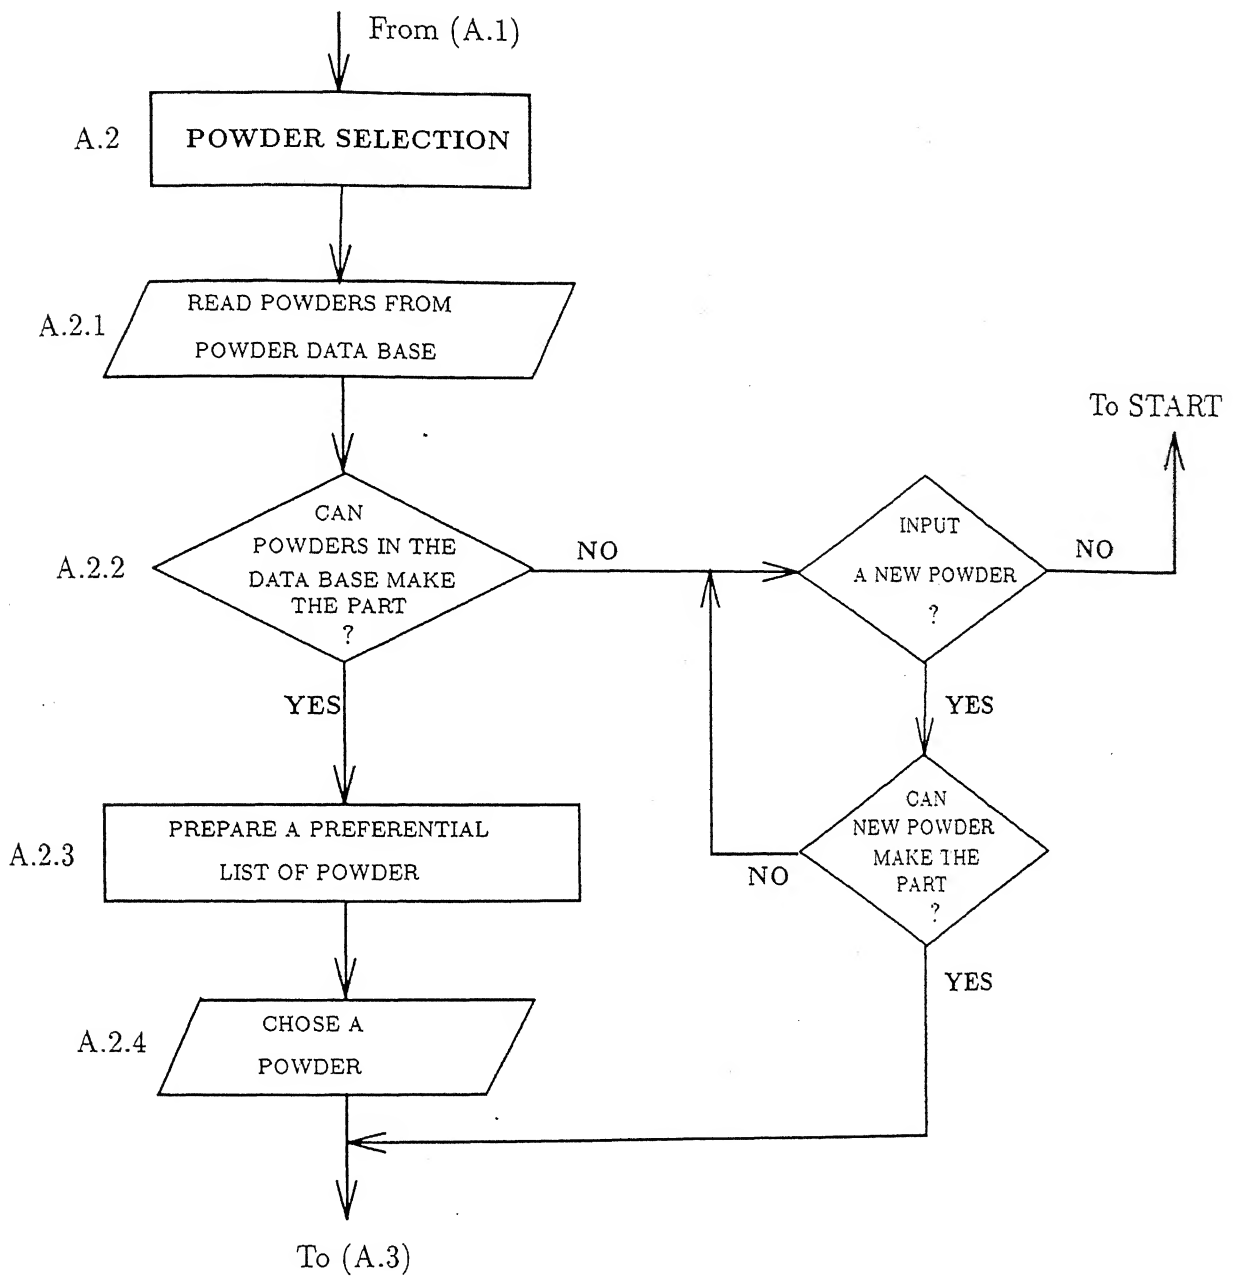 From (A.1)
A.2
POWDER SELECTION
A.2.1
READ POWDERS FROM
POWDER DATA BASE
To START
A.2.2
CAN
POWDERS IN THE
DATA BASE MAKE
THE PART
?
NO
INPUT
A NEW POWDER
?
NO
YES
YES
A.2.3
PREPARE A PREFERENTIAL
LIST OF POWDER
CAN
NEW POWDER
MAKE THE
PART
?
NO
YES
A.2.4
CHOSE A
POWDER
To (A.3)